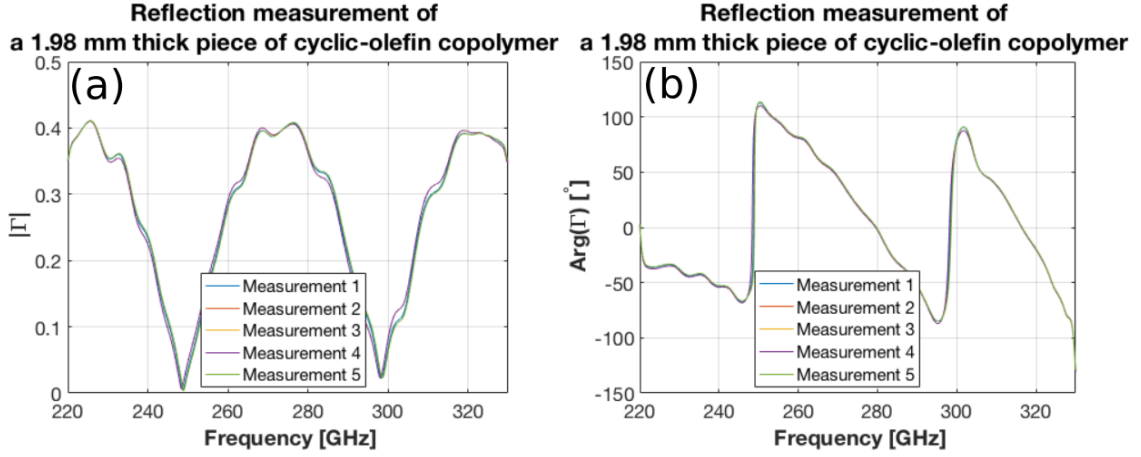 Reflection measurement of
a 1.98 mm thick piece of cyclic-olefin copolymer
(a)
0.5
0.4
0.3
0.2
0.1
0
|Γ|
Measurement 1
Measurement 2
Measurement 3
Measurement 4
Measurement 5
220 240 260 280 300 320
Frequency [GHz]
Reflection measurement of
a 1.98 mm thick piece of cyclic-olefin copolymer
(b)
150
100
50
0
-50
-100
-150
Arg(Γ) [°]
Measurement 1
Measurement 2
Measurement 3
Measurement 4
Measurement 5
220 240 260 280 300 320
Frequency [GHz]